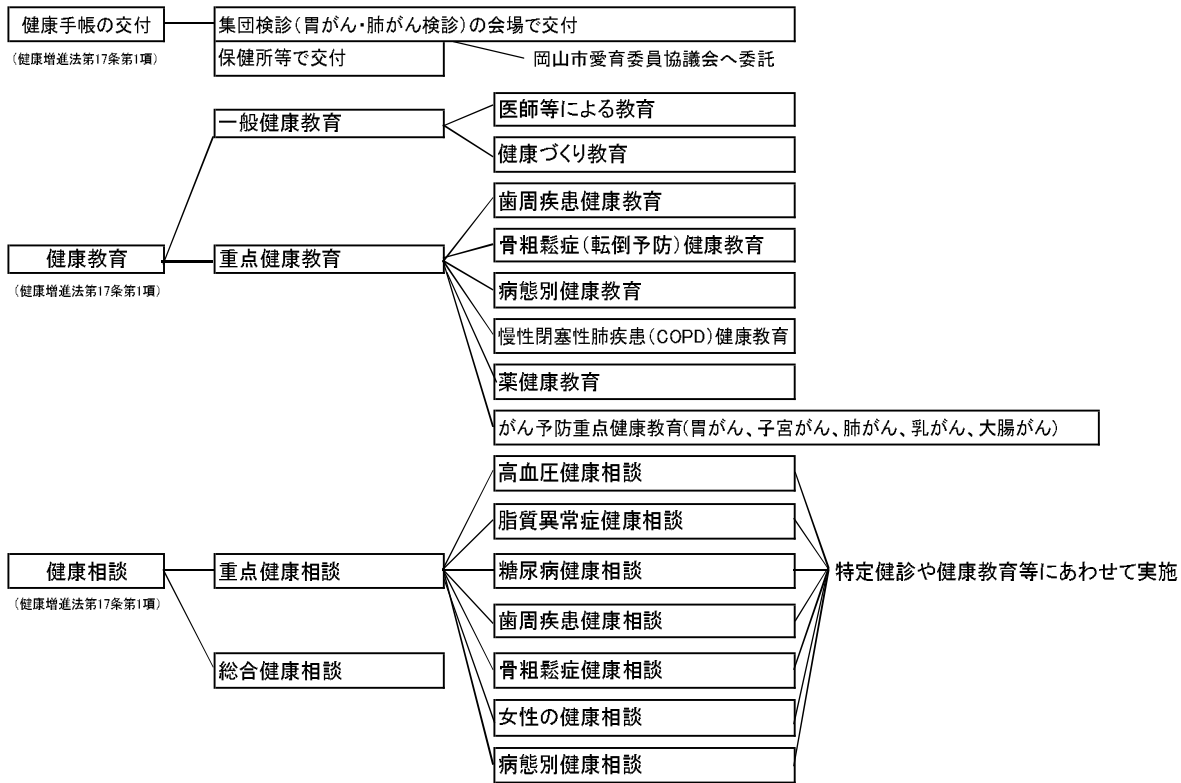 健康手帳の交付
集団検診(胃がん・肺がん検診)の会場で交付
(健康増進法第17条第1項)
保健所等で交付
岡山市愛育委員協議会へ委託
医師等による教育
一般健康教育
健康づくり教育
歯周疾患健康教育
骨粗鬆症(転倒予防)健康教育
健康教育
重点健康教育
(健康増進法第17条第1項)
病態別健康教育
慢性閉塞性肺疾患(COPD)健康教育
薬健康教育
がん予防重点健康教育(胃がん、子宮がん、肺がん、乳がん、大腸がん)
高血圧健康相談
脂質異常症健康相談
健康相談
重点健康相談
糖尿病健康相談
特定健診や健康教育等にあわせて実施
(健康増進法第17条第1項)
歯周疾患健康相談
総合健康相談
骨粗鬆症健康相談
女性の健康相談
病態別健康相談